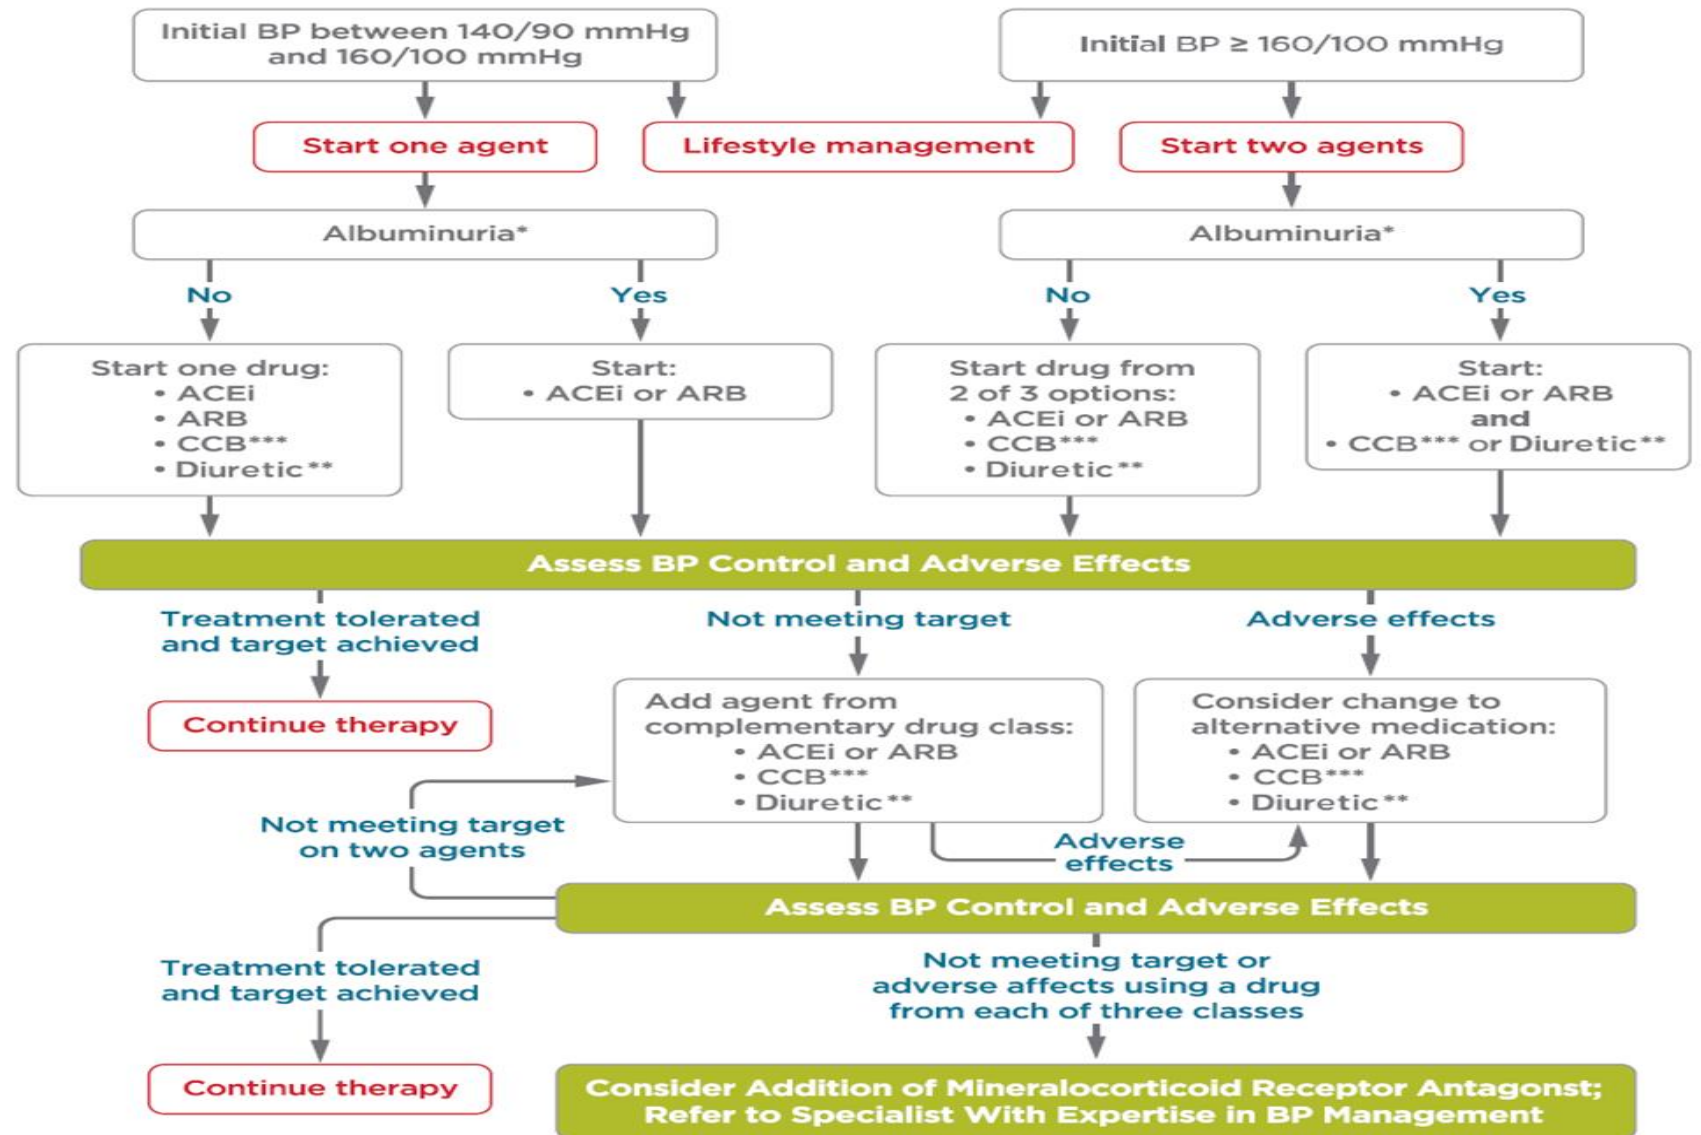 Initial BP between 140/90 mmHg
and 160/100 mmHg
Initial BP ≥ 160/100 mmHg
Start one agent
Lifestyle management
Start two agents
Albuminuria*
Albuminuria*
No
Yes
No
Yes
Start one drug:
• ACEi
• ARB
• CCB***
• Diuretic**
Start:
• ACEi or ARB
Start drug from
2 of 3 options:
• ACEi or ARB
• CCB***
• Diuretic**
Start:
• ACEi or ARB
and
• CCB*** or Diuretic**
Assess BP Control and Adverse Effects
Treatment tolerated
and target achieved
Not meeting target
Adverse effects
Continue therapy
Add agent from
complementary drug class:
• ACEi or ARB
• CCB***
• Diuretic**
Consider change to
alternative medication:
• ACEi or ARB
• CCB***
• Diuretic**
Not meeting target
on two agents
Adverse
effects
Assess BP Control and Adverse Effects
Treatment tolerated
and target achieved
Not meeting target or
adverse affects using a drug
from each of three classes
Continue therapy
Consider Addition of Mineralocorticoid Receptor Antagonst;
Refer to Specialist With Expertise in BP Management